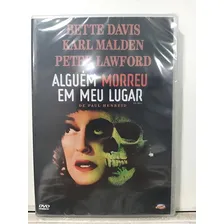 BETTE DAVIS
KARL MALDEN
PETER LAWFORD
ALGUÉM MORREU
EM MEU LUGAR
DE PAUL HENREID
DVD